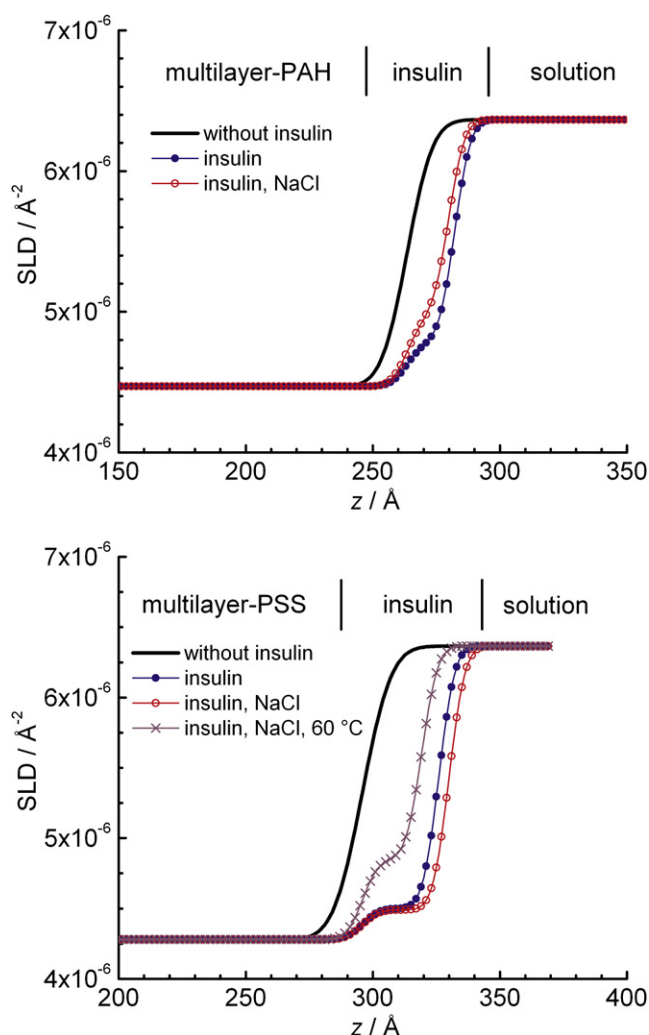 7x10-6
multilayer-PAH | insulin | solution
without insulin
insulin
insulin, NaCl
6x10-6
SLD / Å-2
5x10-6
4x10-6
150 200 250 300 350
z / Å
7x10-6
multilayer-PSS | insulin | solution
without insulin
insulin
insulin, NaCl
insulin, NaCl, 60 °C
6x10-6
SLD / Å-2
5x10-6
4x10-6
200 250 300 350 400
z / Å